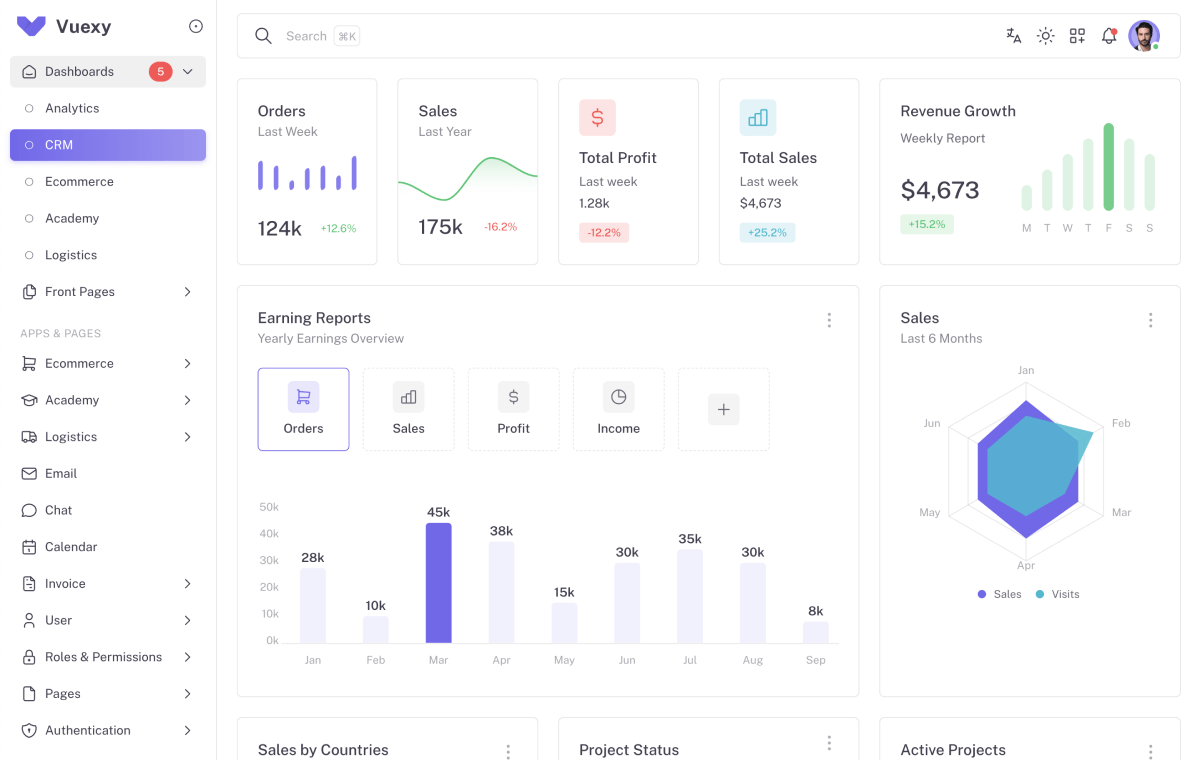 Vuexy
Dashboards 5
Analytics
CRM
Ecommerce
Academy
Logistics
Front Pages
APPS & PAGES
Ecommerce
Academy
Logistics
Email
Chat
Calendar
Invoice
User
Roles & Permissions
Pages
Authentication
Search ⌘K
Orders
Last Week
124k +12.6%
Sales
Last Year
175k -16.2%
Total Profit
Last week
1.28k
-12.2%
Total Sales
Last week
$4,673
+25.2%
Revenue Growth
Weekly Report
$4,673
+15.2%
M T W T F S S
Earning Reports
Yearly Earnings Overview
Orders Sales Profit Income
50k
40k
30k
20k
10k
0k
28k 10k 45k 38k 15k 30k 35k 30k 8k
Jan Feb Mar Apr May Jun Jul Aug Sep
Sales
Last 6 Months
Jan
Jun Feb
May Mar
Apr
Sales Visits
Sales by Countries
Project Status
Active Projects